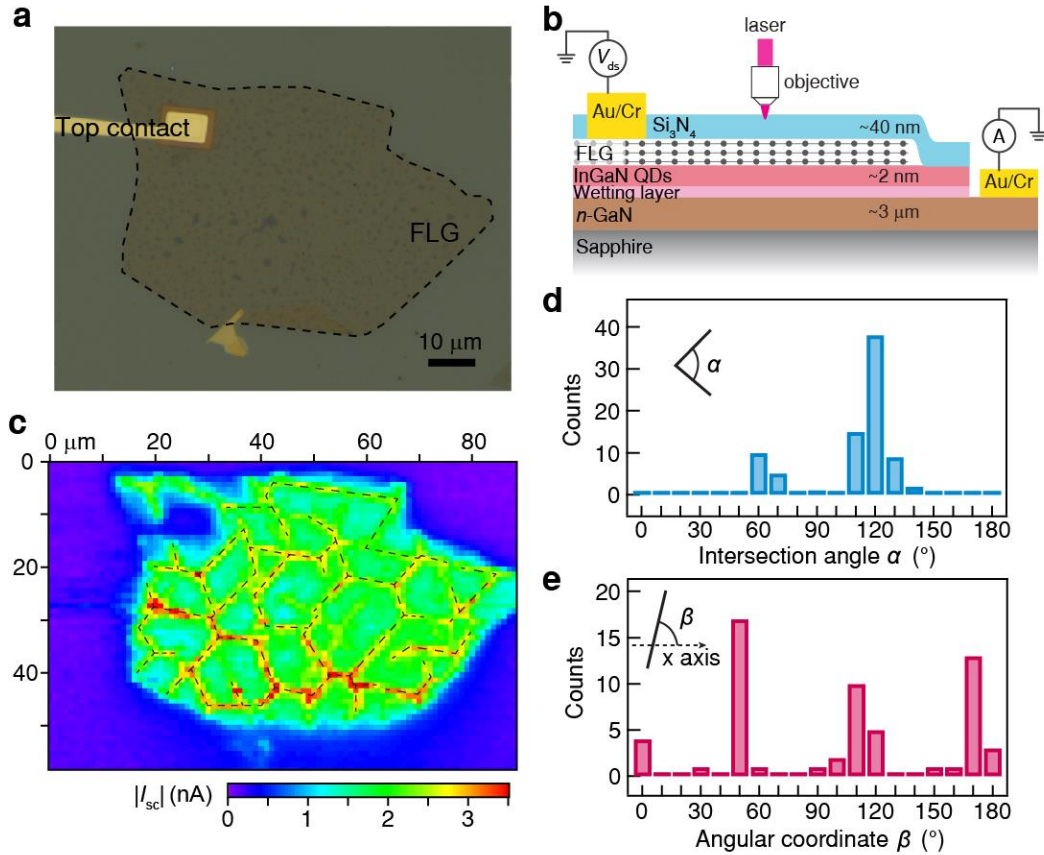 a
Top contact
FLG
10 μm
b
laser
V_ds
objective
Au/Cr
Si₃N₄
~40 nm
A
FLG
InGaN QDs
~2 nm
Au/Cr
Wetting layer
n-GaN
~3 μm
Sapphire
c
0 μm 20 40 60 80
0
20
40
|I_sc| (nA)
0 1 2 3
d
40
30
20
10
0
Counts
α
0 30 60 90 120 150 180
Intersection angle α (°)
e
20
15
10
5
0
Counts
β
x axis
0 30 60 90 120 150 180
Angular coordinate β (°)